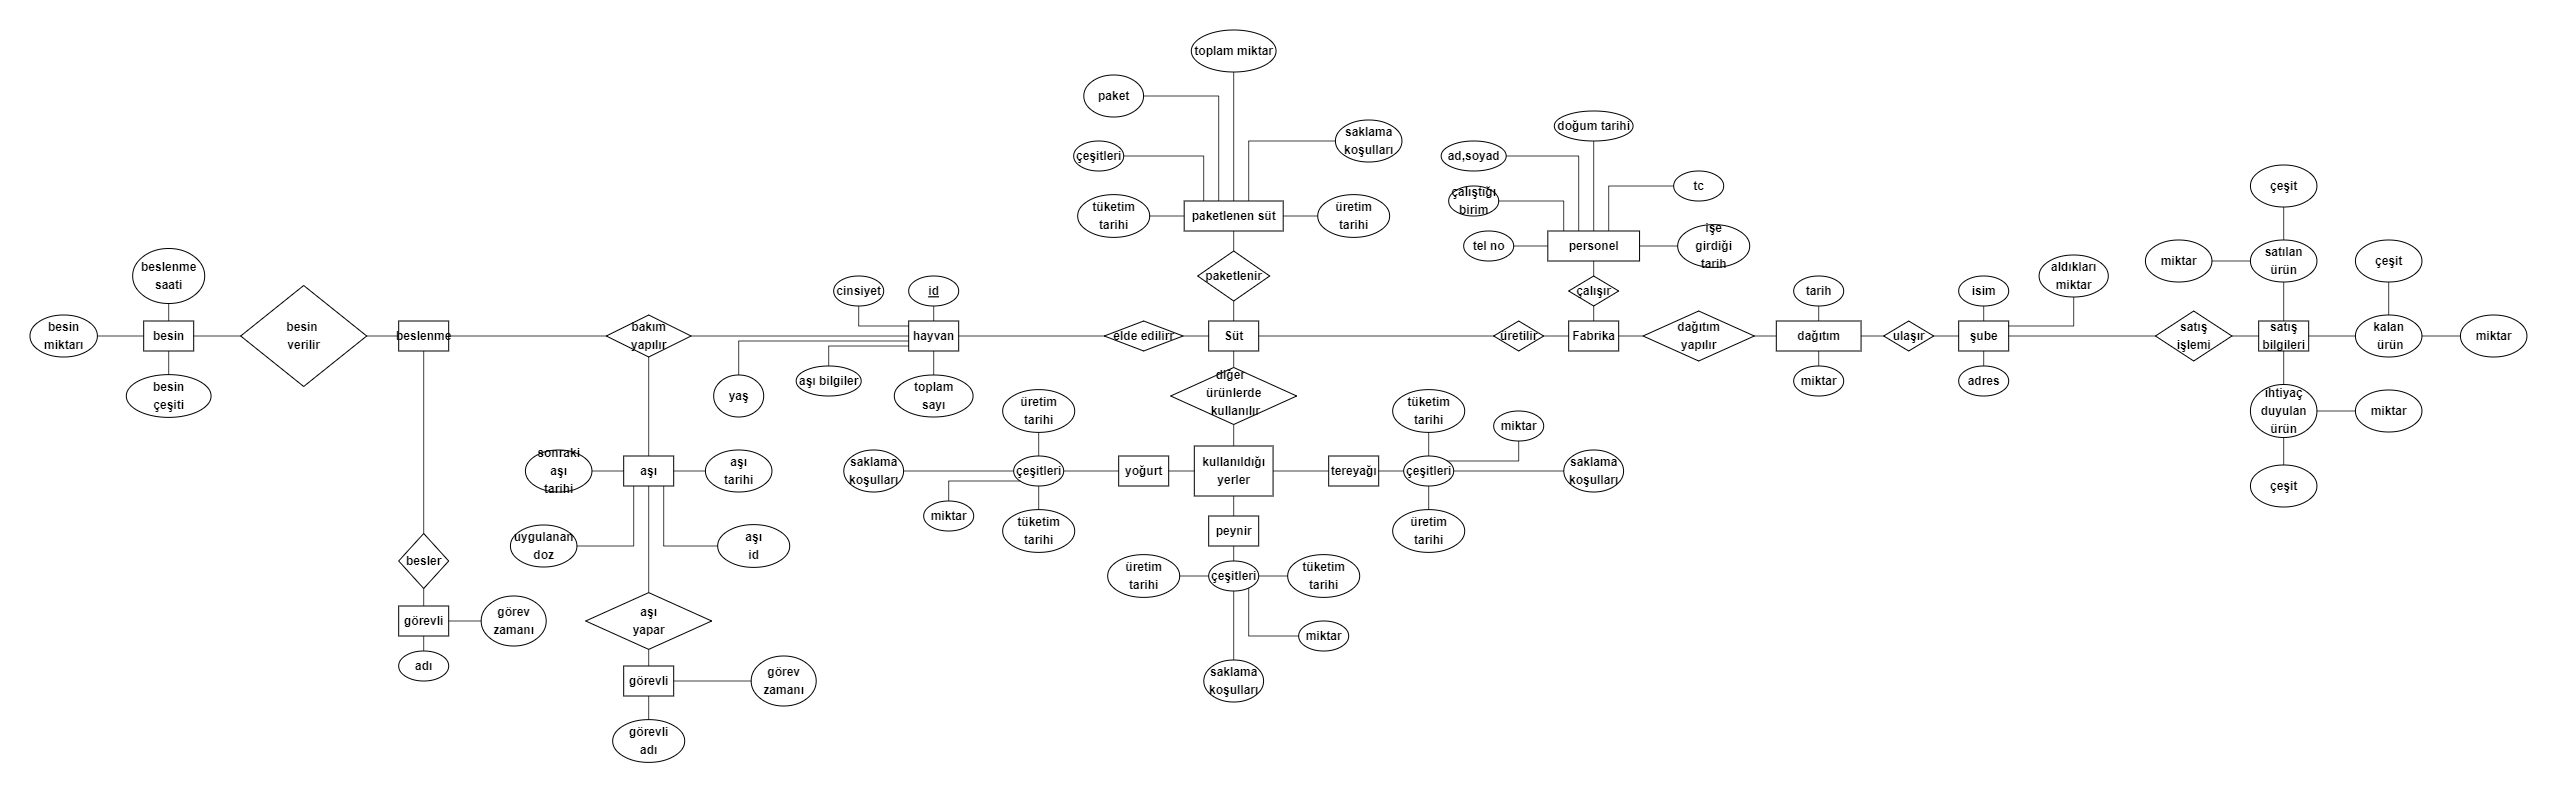 toplam miktar
paket
saklama
koşulları
çeşitleri
tüketim
tarihi
paketlenen süt
üretim
tarihi
paketlenir
doğum tarihi
ad,soyad
çalıştığı
birim
tc
tel no
personel
işe
girdiği
tarih
çalışır
beslenme
saati
besin
miktarı
besin
besin
çeşiti
besin
verilir
beslenme
bakım
yapılır
cinsiyet
id
hayvan
yaş
aşı bilgiler
toplam
sayı
elde edilirr
Süt
üretilir
Fabrika
dağıtım
yapılır
tarih
dağıtım
miktar
ulaşır
isim
aldıkları
miktar
şube
adres
satış
işlemi
çeşit
miktar
satılan
ürün
çeşit
satış
bilgileri
kalan
ürün
miktar
ihtiyaç
duyulan
ürün
miktar
çeşit
diğer
ürünlerde
kullanılır
üretim
tarihi
saklama
koşulları
çeşitleri
miktar
tüketim
tarihi
yoğurt
kullanıldığı
yerler
tereyağı
tüketim
tarihi
miktar
çeşitleri
saklama
koşulları
üretim
tarihi
peynir
üretim
tarihi
çeşitleri
tüketim
tarihi
miktar
saklama
koşulları
sonraki
aşı
tarihi
aşı
aşı
tarihi
uygulanan
doz
aşı
id
besler
görevli
görev
zamanı
adı
aşı
yapar
görevli
görev
zamanı
görevli
adı